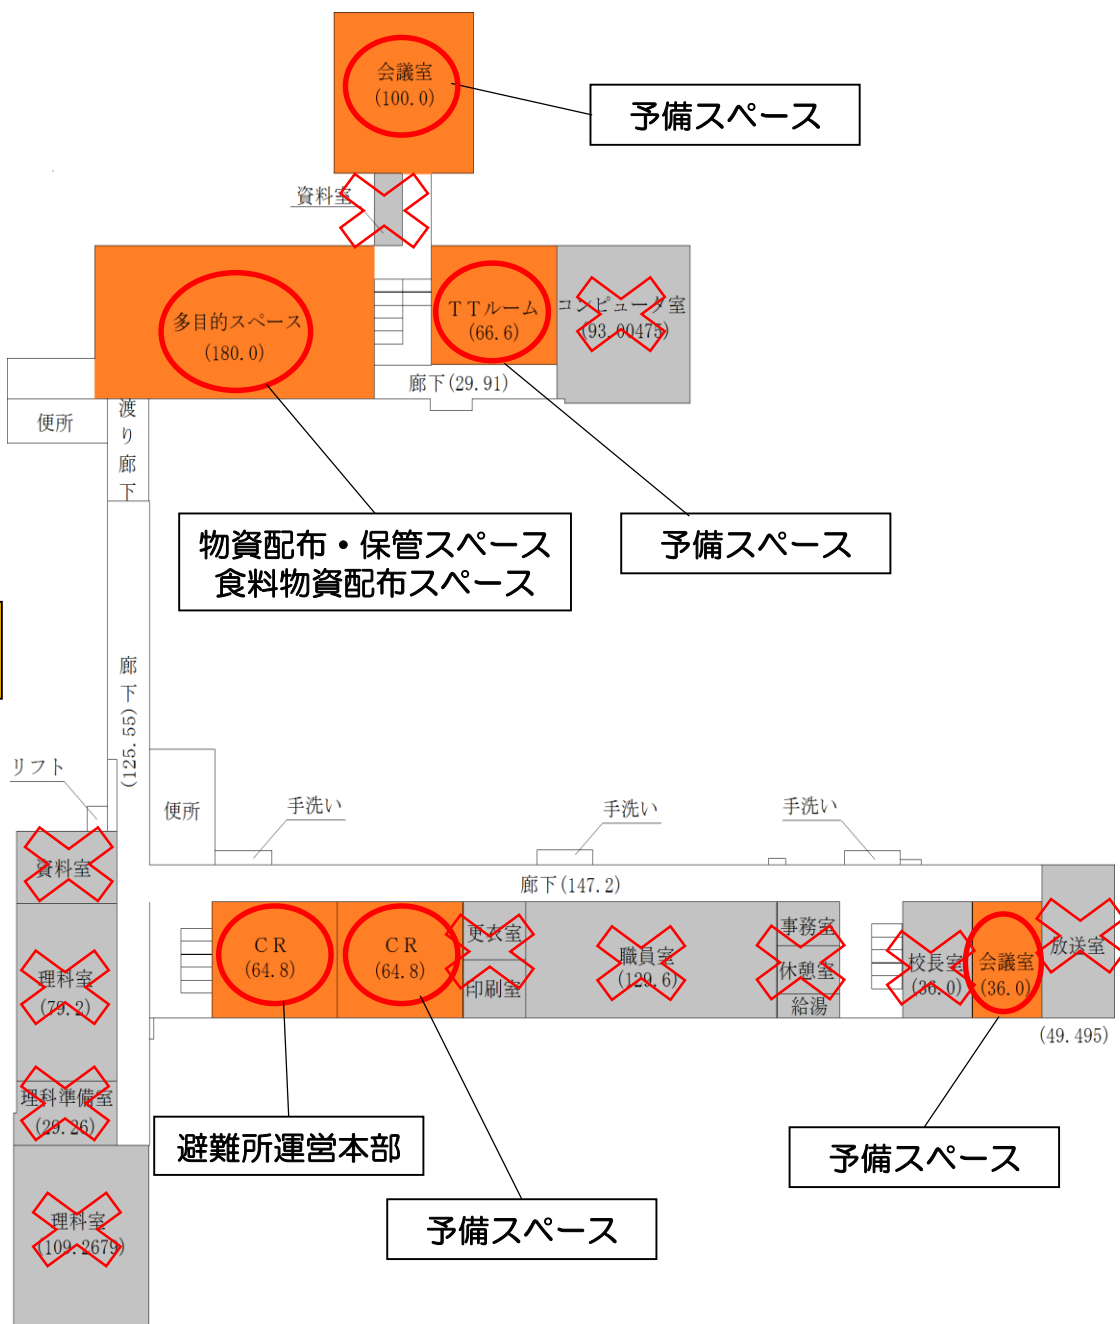 会議室
(100.0)
予備スペース
資料室
多目的スペース
(180.0)
ＴＴルーム
(66.6)
コンピュータ室
(93.00475)
廊下(29.91)
便所
渡り廊下
物資配布・保管スペース
食料物資配布スペース
予備スペース
廊下(125.55)
リフト
便所
手洗い
手洗い
手洗い
資料室
廊下(147.2)
ＣＲ
(64.8)
ＣＲ
(64.8)
更衣室
印刷室
職員室
(129.6)
事務室
休憩室
給湯
校長室
(36.0)
会議室
(36.0)
放送室
(49.495)
理科室
(79.2)
理科準備室
(29.26)
避難所運営本部
予備スペース
予備スペース
理科室
(109.2679)